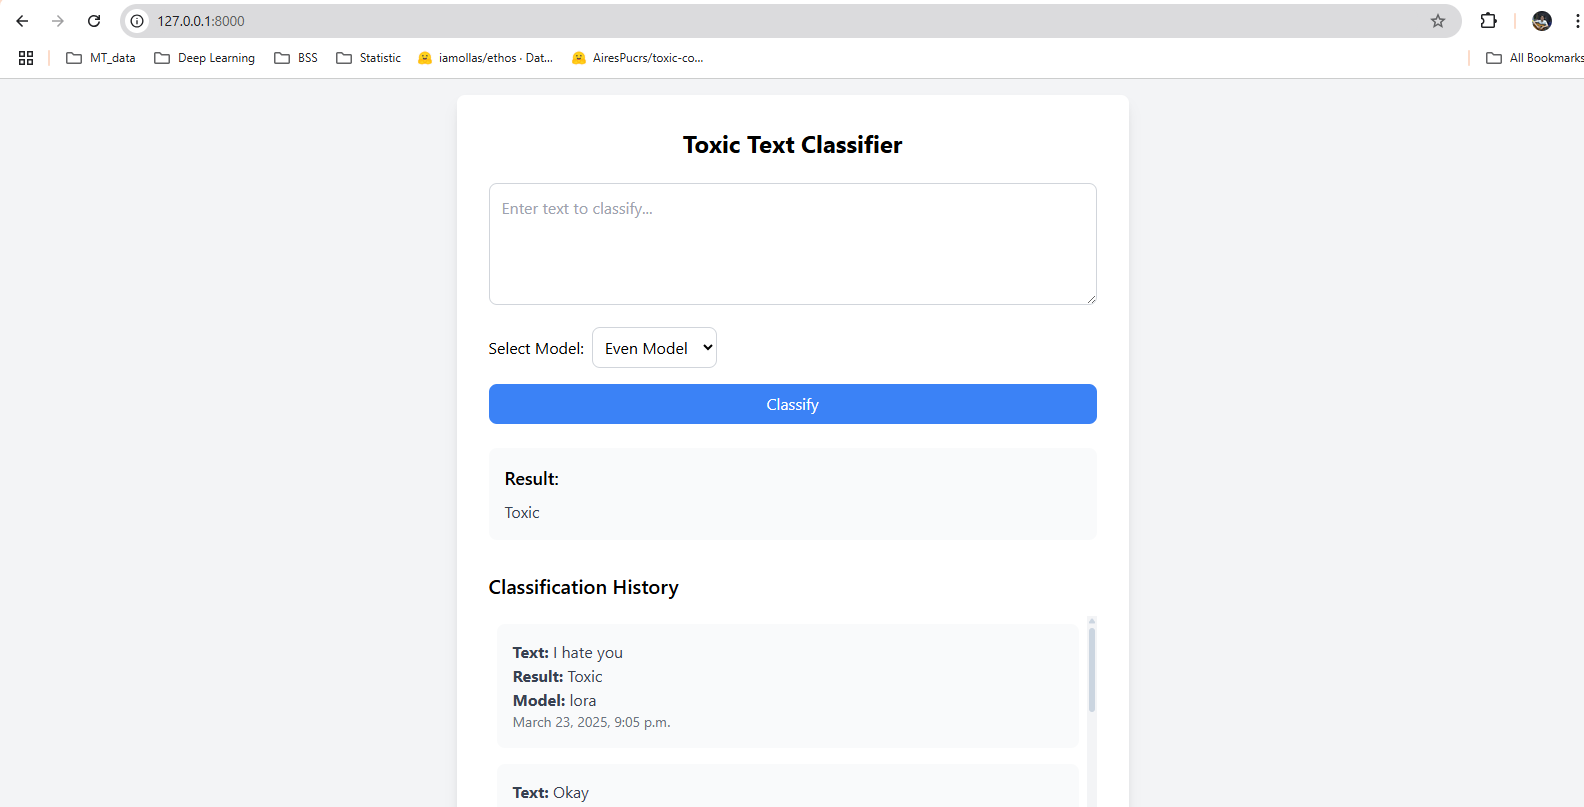 127.0.0.1:8000
MT_data Deep Learning BSS Statistic iamollas/ethos · Dat... AiresPucrs/toxic-co... All Bookmarks
Toxic Text Classifier
Enter text to classify...
Select Model: Even Model
Classify
Result:
Toxic
Classification History
Text: I hate you
Result: Toxic
Model: lora
March 23, 2025, 9:05 p.m.
Text: Okay